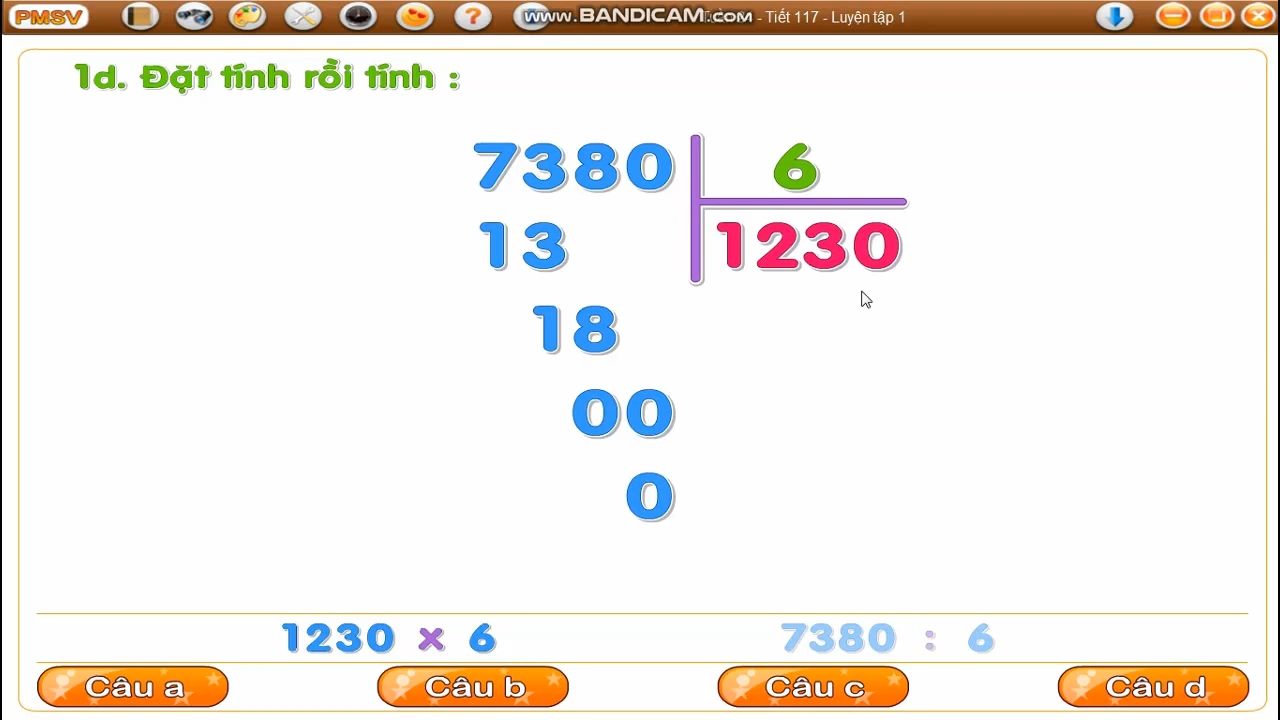 PMSV ? www.BANDICAM.com - Tiết 117 - Luyện tập 1
1d. Đặt tính rồi tính :
7380 6
13 1230
18
00
0
1230 x 6 7380 : 6
Câu a Câu b Câu c Câu d